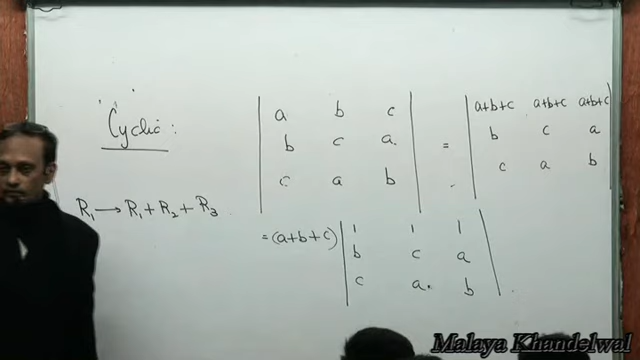 Cyclic :
| a b c |
| b c a | =
| c a b |
| a+b+c a+b+c a+b+c |
| b c a |
| c a b |
R₁ → R₁ + R₂ + R₃
= (a+b+c) | 1 1 1 |
| b c a |
| c a b |
Malaya Khandelwal